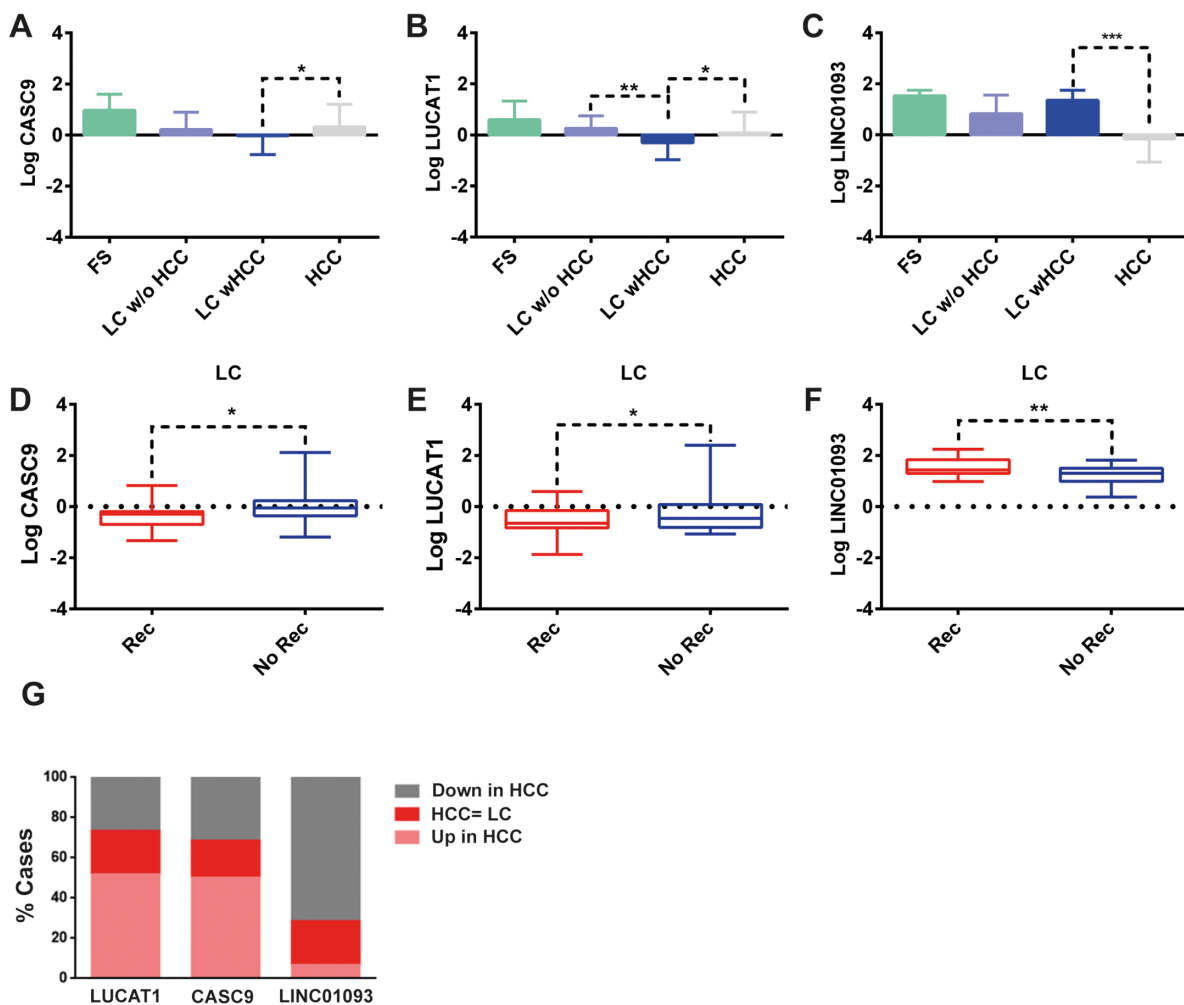 A
Log CASC9
4
2
0
-2
-4
*
FS
LC w/o HCC
LC wHCC
HCC
B
Log LUCAT1
4
2
0
-2
-4
**
*
FS
LC w/o HCC
LC wHCC
HCC
C
Log LINC01093
4
2
0
-2
-4
***
FS
LC w/o HCC
LC wHCC
HCC
D
LC
Log CASC9
4
2
0
-2
-4
*
Rec
No Rec
E
LC
Log LUCAT1
4
2
0
-2
-4
*
Rec
No Rec
F
LC
Log LINC01093
4
2
0
-2
-4
**
Rec
No Rec
G
% Cases
100
80
60
40
20
0
LUCAT1
CASC9
LINC01093
Down in HCC
HCC= LC
Up in HCC